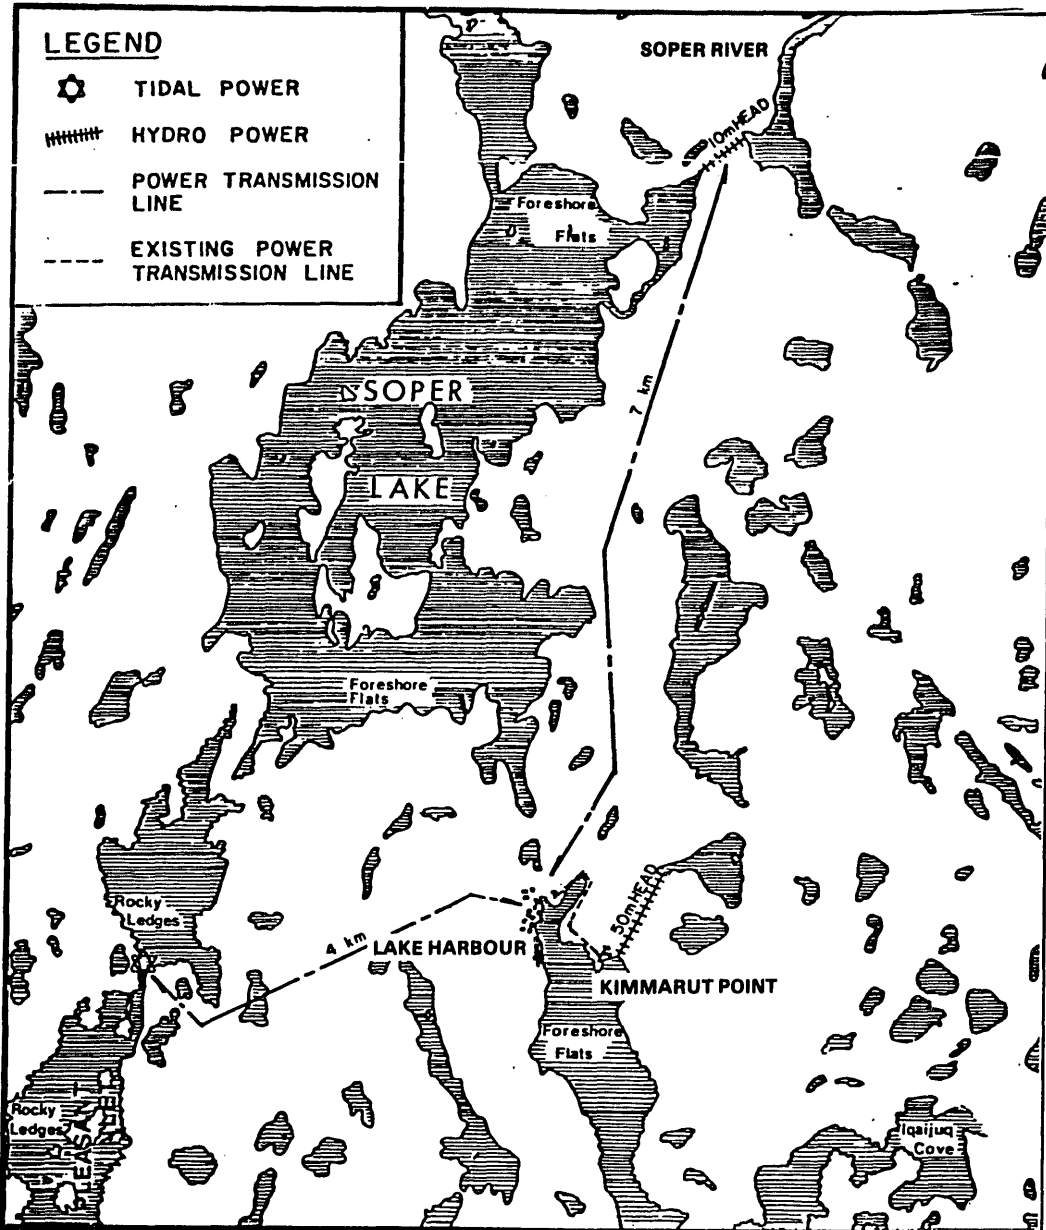 LEGEND
TIDAL POWER
HYDRO POWER
POWER TRANSMISSION
LINE
EXISTING POWER
TRANSMISSION LINE
SOPER RIVER
10m HEAD
Foreshore
Flats
7 km
SOPER
LAKE
Foreshore
Flats
Rocky
Ledges
4 km
LAKE HARBOUR
50m HEAD
KIMMARUT POINT
Foreshore
Flats
Rocky
Ledges
PLEASANT
INLET
Iqaijuq
Cove